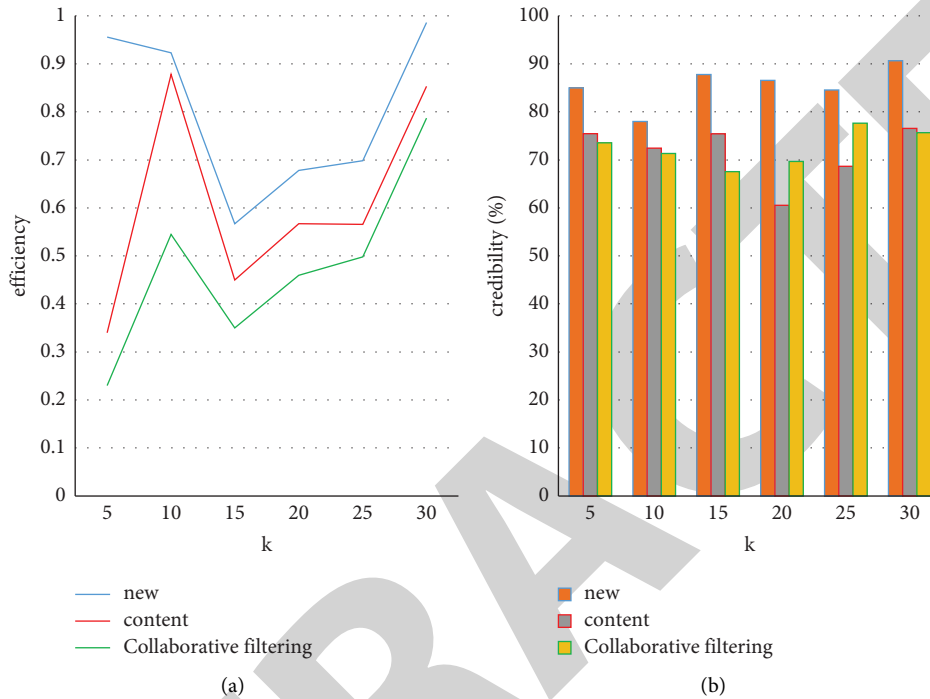 1
0.9
0.8
0.7
0.6
0.5
0.4
0.3
0.2
0.1
0
efficiency
5 10 15 20 25 30
k
new
content
Collaborative filtering
(a)
100
90
80
70
60
50
40
30
20
10
0
credibility (%)
5 10 15 20 25 30
k
new
content
Collaborative filtering
(b)